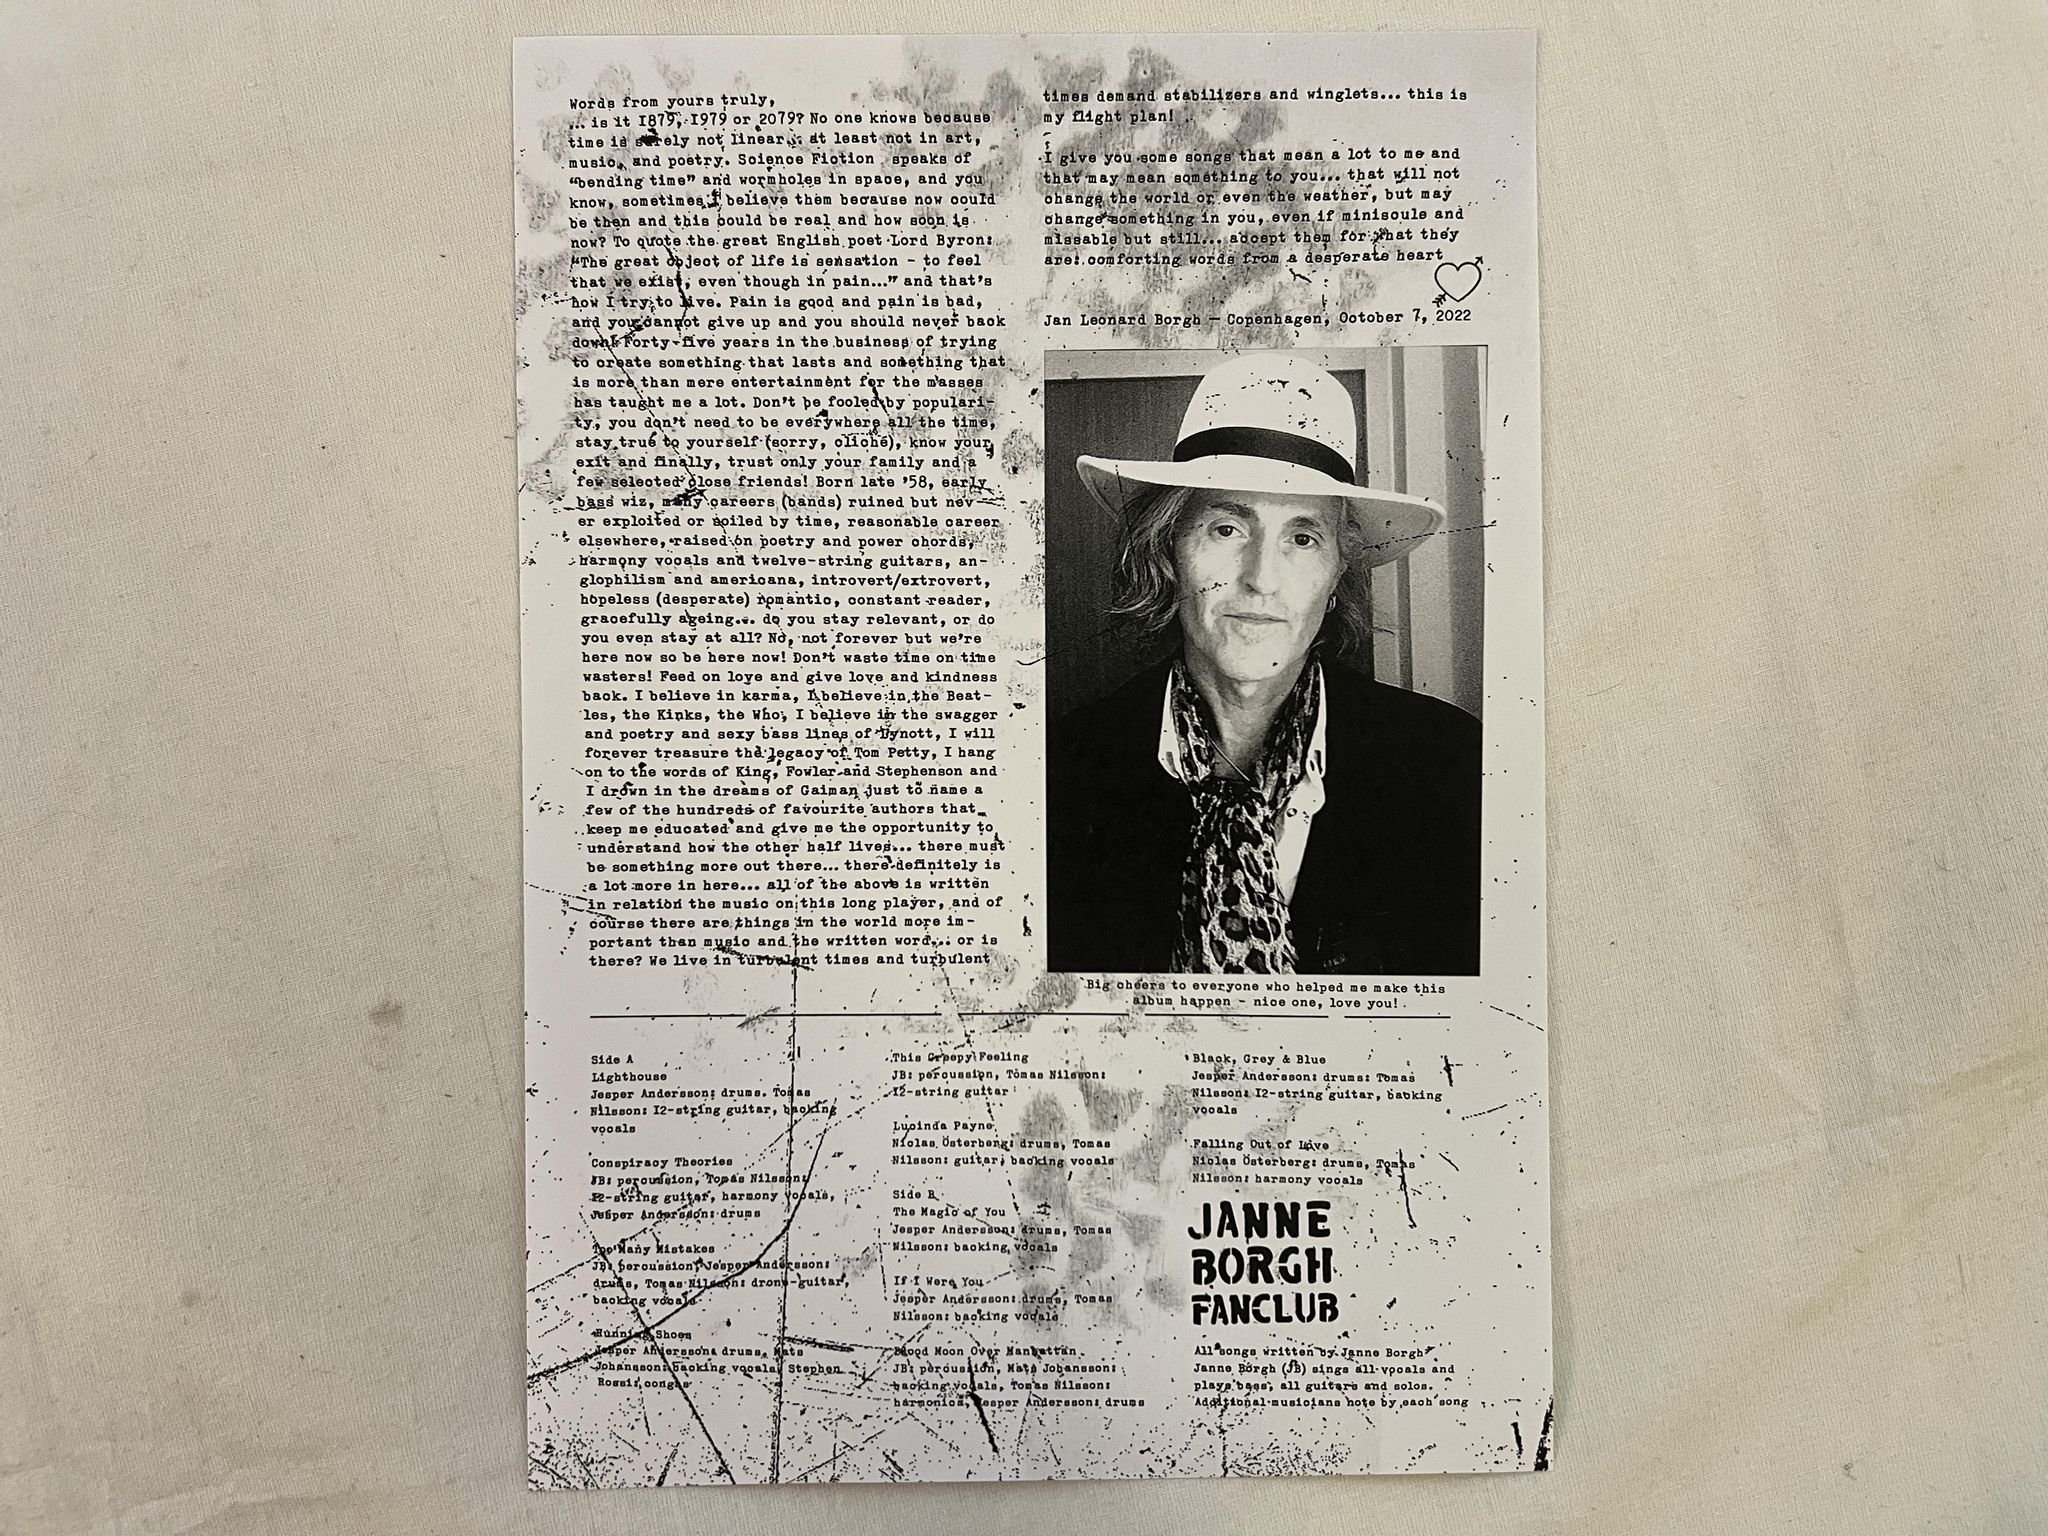 Words from yours truly,
... is it 1879, 1979 or 2079? No one knows because
time is surely not linear... at least not in art,
music, and poetry. Science Fiction speaks of
“bending time” and wormholes in space, and you
know, sometimes I believe them because now could
be then and this could be real and how soon is
now? To quote the great English poet Lord Byron:
“The great object of life is sensation – to feel
that we exist, even though in pain...” and that’s
how I try to live. Pain is good and pain is bad,
and you cannot give up and you should never back
down! Forty-five years in the business of trying
to create something that lasts and something that
is more than mere entertainment for the masses
has taught me a lot. Don’t be fooled by populari-
ty, you don’t need to be everywhere all the time,
stay true to yourself (sorry, cliché), know your
exit and finally, trust only your family and a
few selected close friends! Born late ’58, early
bass wiz, many careers (bands) ruined but nev-
er exploited or soiled by time, reasonable career
elsewhere, raised on poetry and power chords,
harmony vocals and twelve-string guitars, an-
glophilism and americana, introvert/extrovert,
hopeless (desperate) romantic, constant reader,
gracefully ageing... do you stay relevant, or do
you even stay at all? No, not forever but we’re
here now so be here now! Don’t waste time on time
wasters! Feed on love and give love and kindness
back. I believe in karma, I believe in the Beat-
les, the Kinks, the Who, I believe in the swagger
and poetry and sexy bass lines of Lynott, I will
forever treasure the legacy of Tom Petty, I hang
on to the words of King, Fowler and Stephenson and
I drown in the dreams of Gaiman just to name a
few of the hundreds of favourite authors that
keep me educated and give me the opportunity to
understand how the other half lives... there must
be something more out there... there definitely is
a lot more in here... all of the above is written
in relation the music on this long player, and of
course there are things in the world more im-
portant than music and the written word... or is
there? We live in turbulent times and turbulent
times demand stabilizers and winglets... this is
my flight plan!
I give you some songs that mean a lot to me and
that may mean something to you... that will not
change the world or even the weather, but may
change something in you, even if miniscule and
missable but still... accept them for what they
are: comforting words from a desperate heart
Jan Leonard Borgh – Copenhagen, October 7, 2022
Big cheers to everyone who helped me make this
album happen – nice one, love you!
Side A
Lighthouse
Jesper Andersson: drums. Tomas
Nilsson: 12-string guitar, backing
vocals
Conspiracy Theories
JB: percussion, Tomas Nilsson:
12-string guitar, harmony vocals,
Jesper Andersson: drums
Too Many Mistakes
JB: percussion, Jesper Andersson:
drums, Tomas Nilsson: drone-guitar,
backing vocals
Running Shoes
Jesper Andersson: drums, Mats
Johansson: backing vocals, Stephen
Rossi: congas
This Creepy Feeling
JB: percussion, Tomas Nilsson:
12-string guitar
Lucinda Payne
Niclas Österberg: drums, Tomas
Nilsson: guitar, backing vocals
Side B
The Magic of You
Jesper Andersson: drums, Tomas
Nilsson: backing vocals
If I Were You
Jesper Andersson: drums, Tomas
Nilsson: backing vocals
Blood Moon Over Manhattan
JB: percussion, Mats Johansson:
backing vocals, Tomas Nilsson:
harmonica, Jesper Andersson: drums
Black, Grey & Blue
Jesper Andersson: drums: Tomas
Nilsson: 12-string guitar, backing
vocals
Falling Out of Love
Niclas Österberg: drums, Tomas
Nilsson: harmony vocals
JANNE
BORGH
FANCLUB
All songs written by Janne Borgh
Janne Borgh (JB) sings all vocals and
plays bass, all guitars and solos.
Additional musicians note by each song